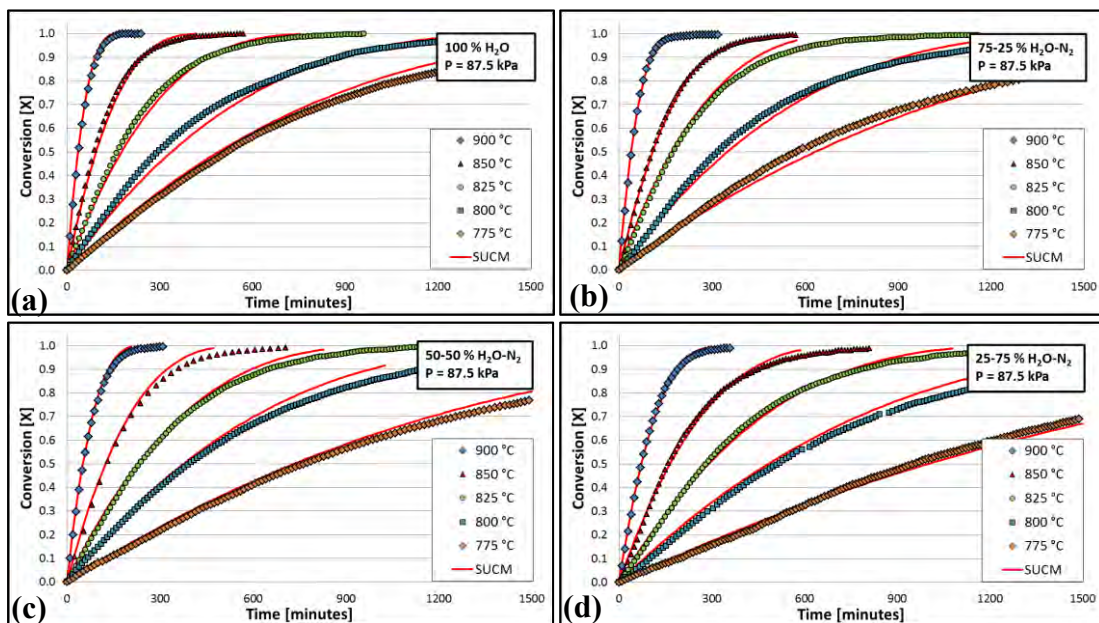 1.0
0.9
0.8
0.7
0.6
0.5
0.4
0.3
0.2
0.1
0.0
Conversion [X]
100 % H₂O
P = 87.5 kPa
900 °C
850 °C
825 °C
800 °C
775 °C
SUCM
0 300 600 900 1200 1500
Time [minutes]
(a)
1.0
0.9
0.8
0.7
0.6
0.5
0.4
0.3
0.2
0.1
0.0
Conversion [X]
75-25 % H₂O-N₂
P = 87.5 kPa
900 °C
850 °C
825 °C
800 °C
775 °C
SUCM
0 300 600 900 1200 1500
Time [minutes]
(b)
1.0
0.9
0.8
0.7
0.6
0.5
0.4
0.3
0.2
0.1
0.0
Conversion [X]
50-50 % H₂O-N₂
P = 87.5 kPa
900 °C
850 °C
825 °C
800 °C
775 °C
SUCM
0 300 600 900 1200 1500
Time [minutes]
(c)
1.0
0.9
0.8
0.7
0.6
0.5
0.4
0.3
0.2
0.1
0.0
Conversion [X]
25-75 % H₂O-N₂
P = 87.5 kPa
900 °C
850 °C
825 °C
800 °C
775 °C
SUCM
0 300 600 900 1200 1500
Time [minutes]
(d)